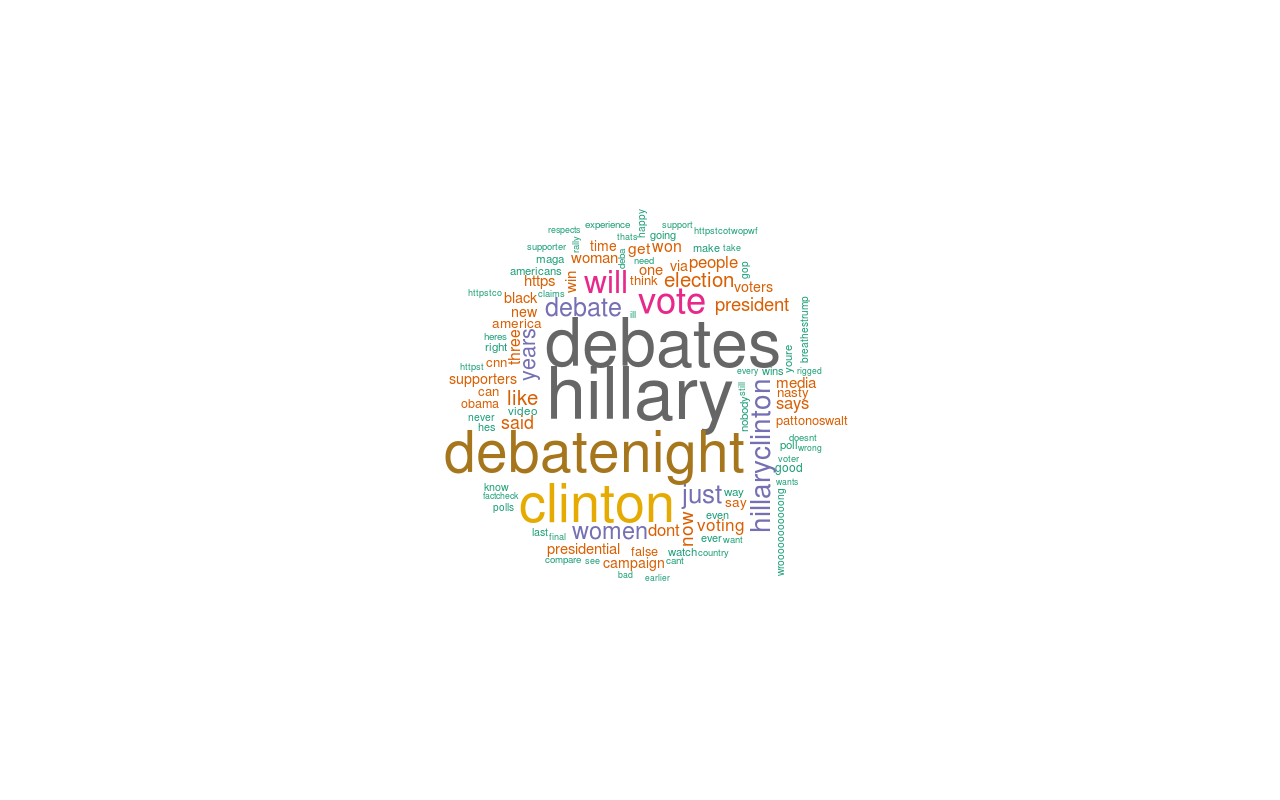 happy
respects
experience
support
httpstcotwopwf
thats
going
supporter
rally
time
deba
get
won
make
take
maga
woman
need
one
via
people
gop
americans
https
win
will
think
election
voters
httpstco
black
claims
debate
ill
vote
president
new
america
breathestrump
heres
right
three
years
debates
youre
httpst
cnn
every
wins
rigged
supporters
can
like
hillary
still
media
nasty
obama
video
nobody
says
never
hes
said
hillaryclinton
pattonoswalt
debatenight
doesnt
poll
wrong
voter
good
know
factcheck
polls
clinton
just
way
say
wants
wroooooooooooong
last
final
women
dont
now
even
voting
ever
want
presidential
false
watch
country
compare
see
campaign
cant
bad
earlier